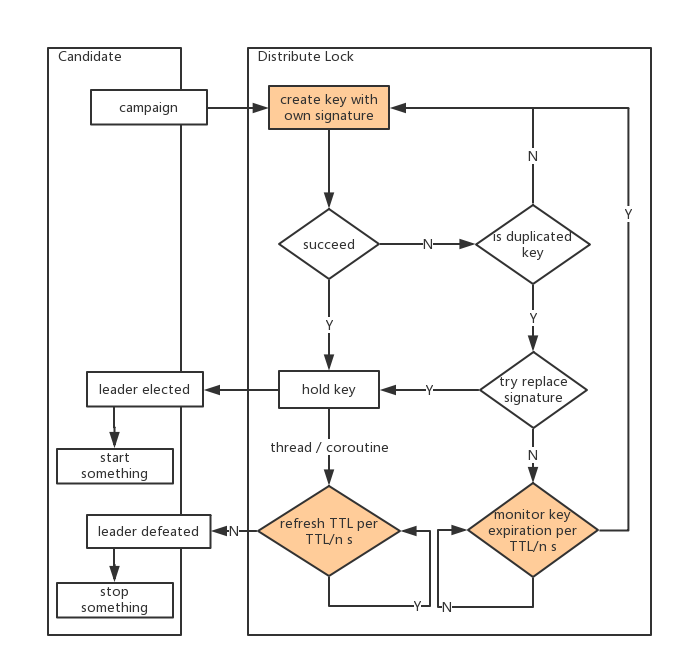 Candidate
Distribute Lock
campaign
create key with
own signature
N
Y
succeed
N
is duplicated
key
Y
Y
leader elected
hold key
Y
try replace
signature
thread / coroutine
N
start
something
leader defeated
N
refresh TTL per
TTL/n s
monitor key
expiration per
TTL/n s
stop
something
Y
N